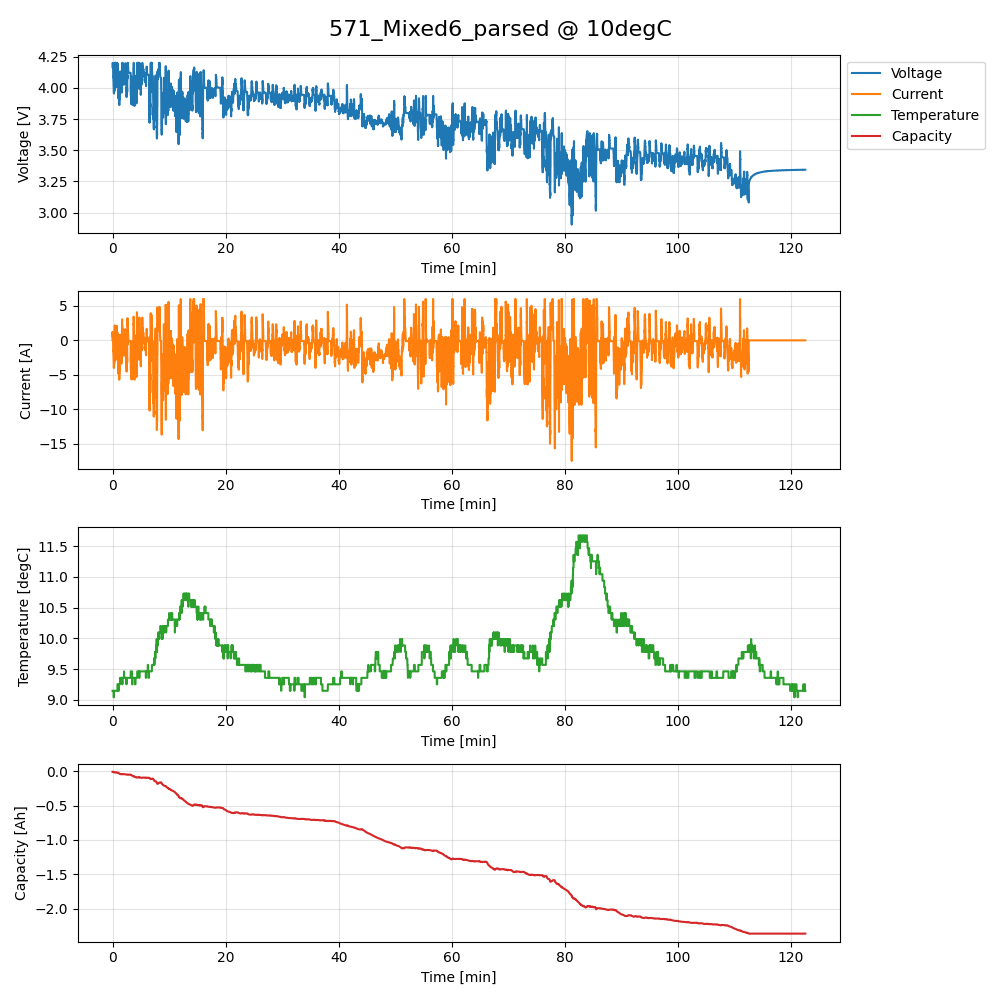 571_Mixed6_parsed @ 10degC
Voltage
Current
Temperature
Capacity
Voltage [V]
4.25
4.00
3.75
3.50
3.25
3.00
0 20 40 60 80 100 120
Time [min]
Current [A]
5
0
−5
−10
−15
0 20 40 60 80 100 120
Time [min]
Temperature [degC]
11.5
11.0
10.5
10.0
9.5
9.0
0 20 40 60 80 100 120
Time [min]
Capacity [Ah]
0.0
−0.5
−1.0
−1.5
−2.0
0 20 40 60 80 100 120
Time [min]